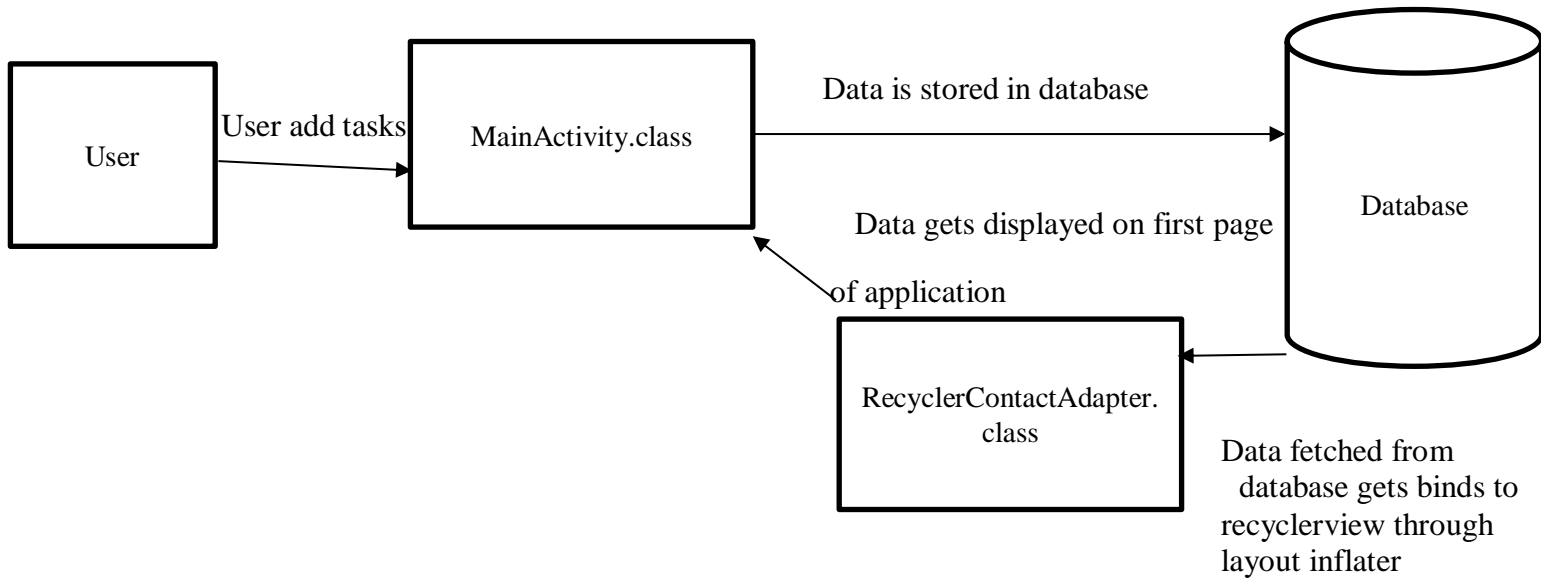 Data is stored in database
User add tasks
MainActivity.class
User
Database
Data gets displayed on first page
of application
RecyclerContactAdapter.
class
Data fetched from
database gets binds to
recyclerview through
layout inflater